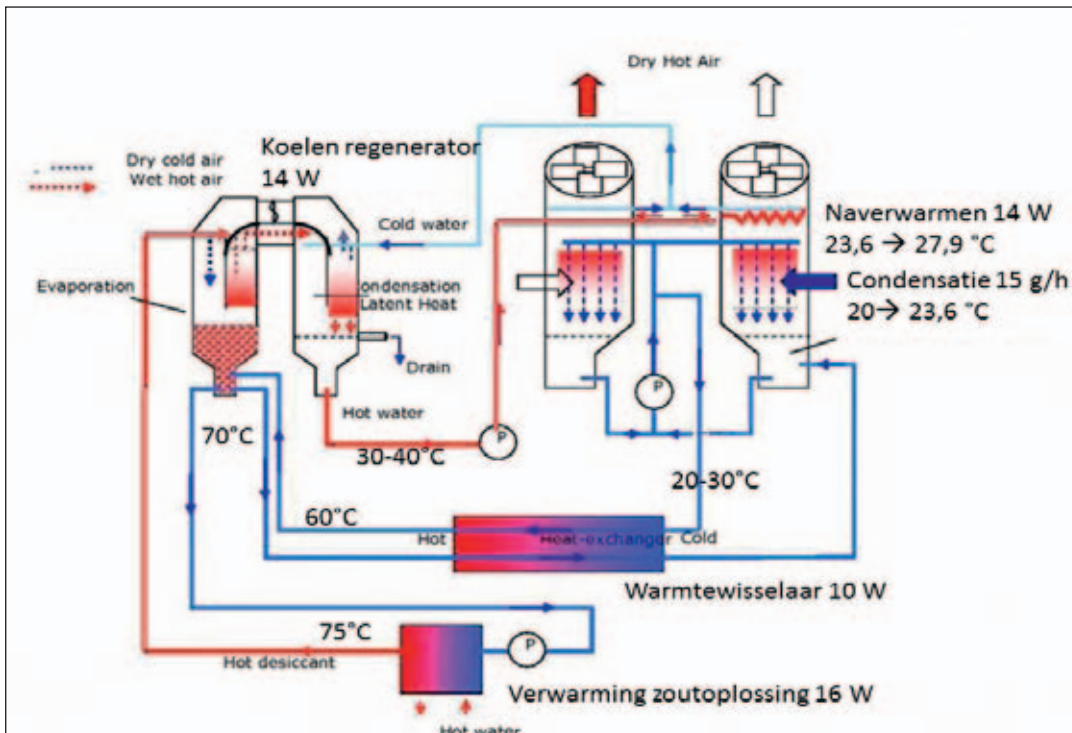 Dry Hot Air
Koelen regenerator
14 W
Dry cold air
Wet hot air
Cold water
Naverwarmen 14 W
23,6 → 27,9 °C
Condensatie 15 g/h
20→ 23,6 °C
Evaporation
ondensation
Latent Heat
Drain
Hot water
P
P
70°C
30-40°C
20-30°C
60°C
Hot
Heat-exchanger
Cold
Warmtewisselaar 10 W
75°C
Hot desiccant
P
Verwarming zoutoplossing 16 W
Hot water